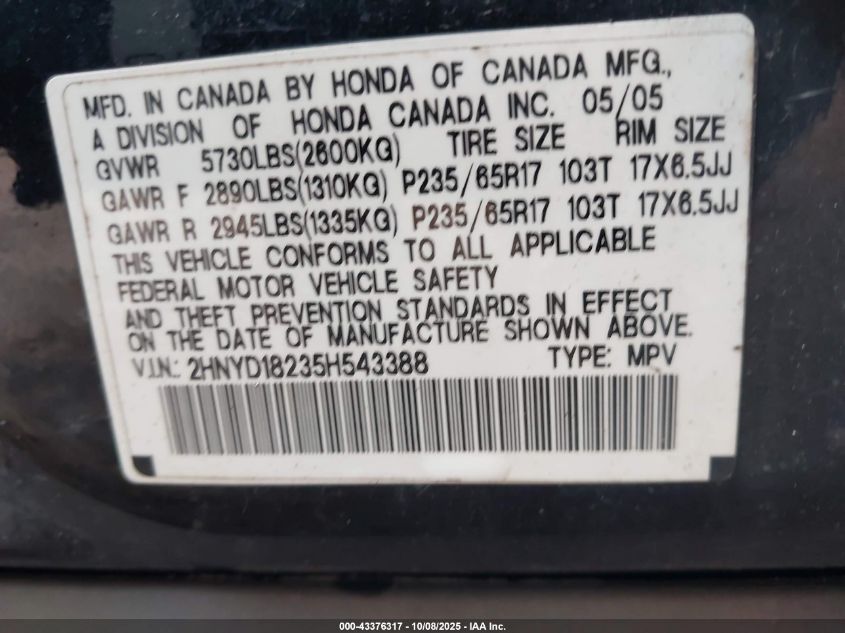 MFD. IN CANADA BY HONDA OF CANADA MFG.,
A DIVISION OF HONDA CANADA INC. 05/05
GVWR 5730LBS(2600KG) TIRE SIZE RIM SIZE
GAWR F 2890LBS(1310KG) P235/65R17 103T 17X6.5JJ
GAWR R 2945LBS(1335KG) P235/65R17 103T 17X6.5JJ
THIS VEHICLE CONFORMS TO ALL APPLICABLE
FEDERAL MOTOR VEHICLE SAFETY
AND THEFT PREVENTION STANDARDS IN EFFECT
ON THE DATE OF MANUFACTURE SHOWN ABOVE.
V.I.N.: 2HNYD18235H543388 TYPE: MPV
000-43376317 - 10/08/2025 - IAA Inc.